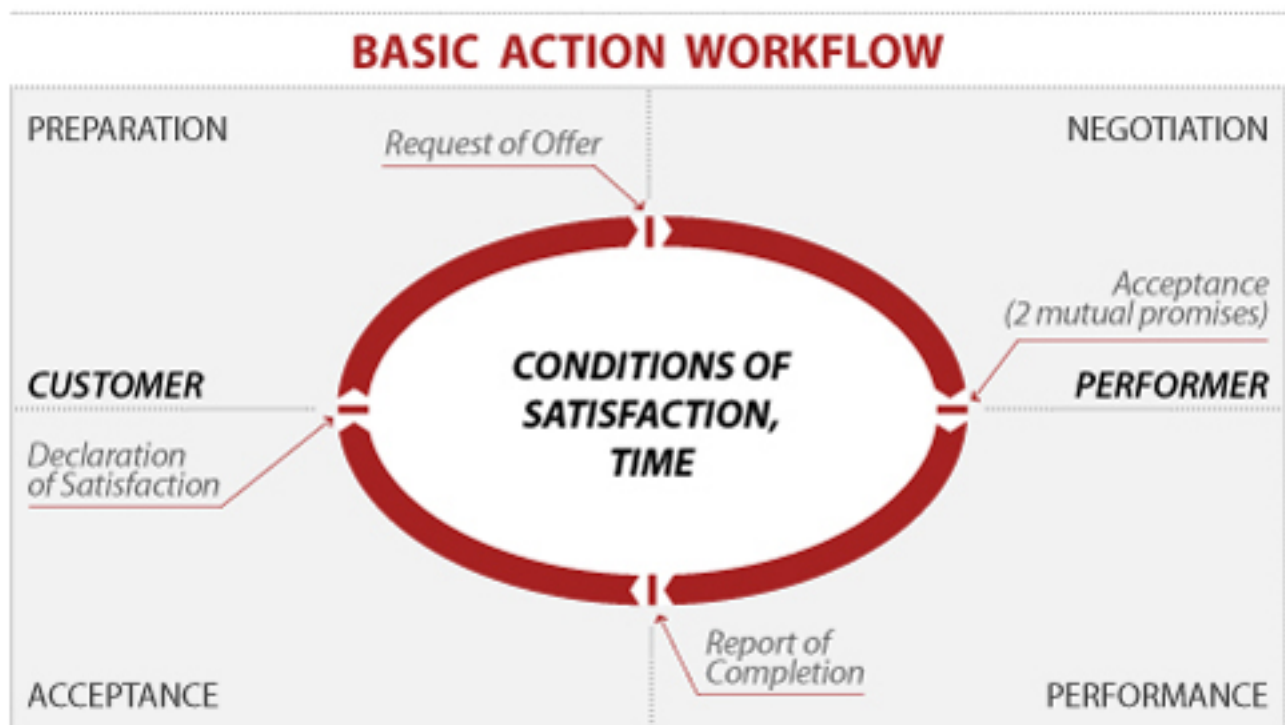 BASIC ACTION WORKFLOW
PREPARATION
NEGOTIATION
Request of Offer
Acceptance
(2 mutual promises)
CUSTOMER
CONDITIONS OF
SATISFACTION,
TIME
PERFORMER
Declaration
of Satisfaction
Report of
Completion
ACCEPTANCE
PERFORMANCE